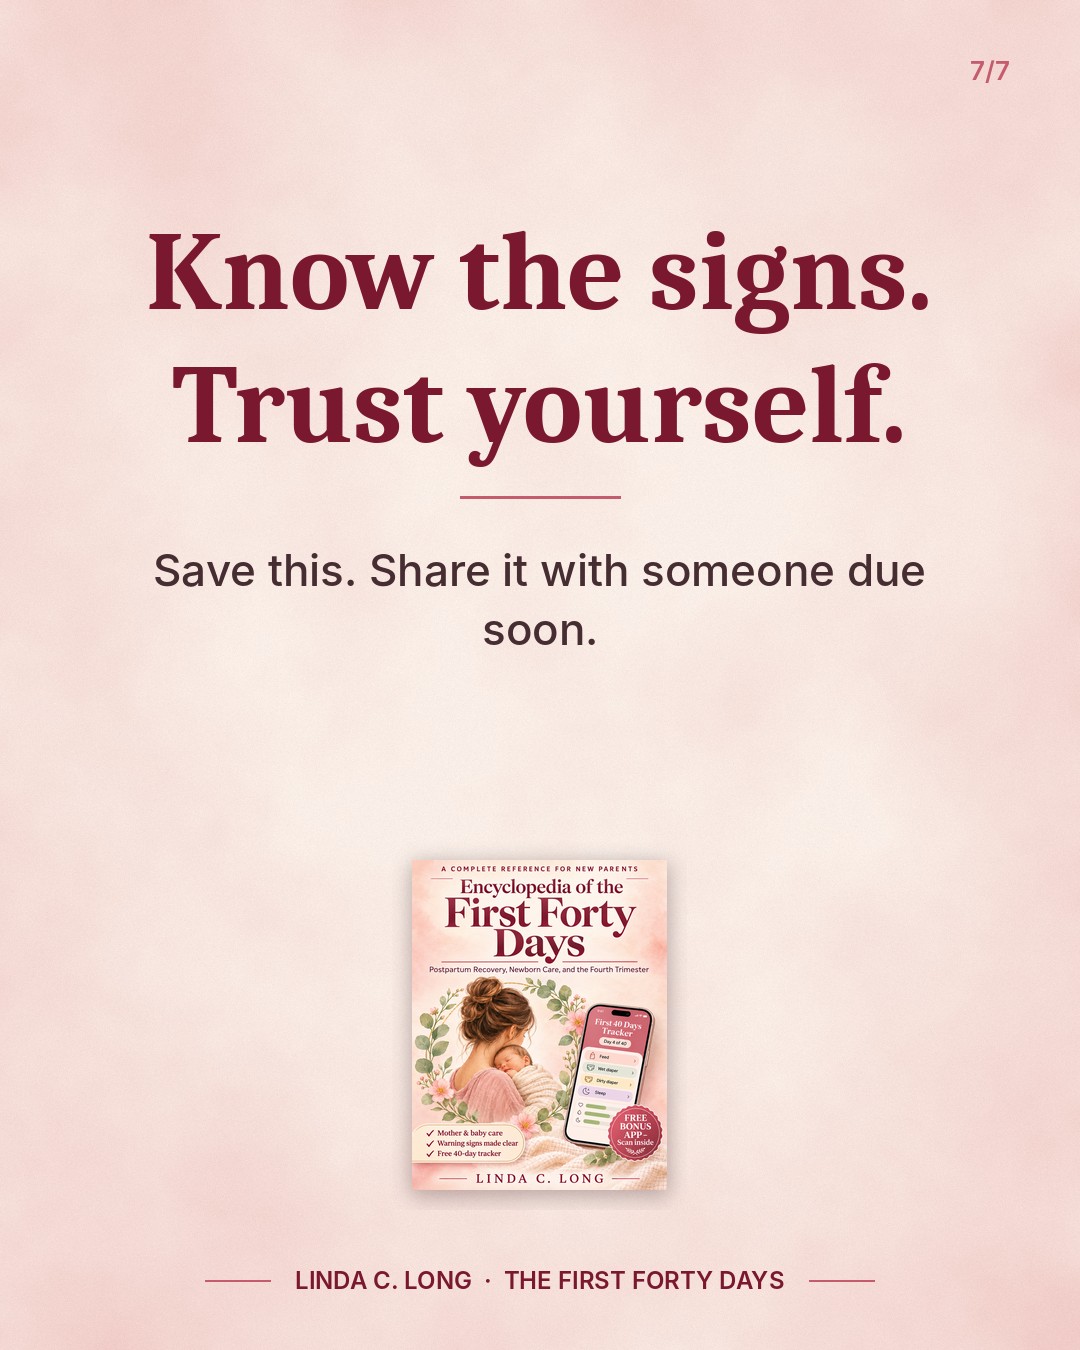 7/7
Know the signs.
Trust yourself.
Save this. Share it with someone due
soon.
A COMPLETE REFERENCE FOR NEW PARENTS
Encyclopedia of the
First Forty
Days
Postpartum Recovery, Newborn Care, and the Fourth Trimester
First 40 Days
Tracker
Day 4 of 40
Feed
Wet diaper
Dirty diaper
Sleep
FREE
BONUS
APP –
Scan inside
Mother & baby care
Warning signs made clear
Free 40-day tracker
LINDA C. LONG
LINDA C. LONG · THE FIRST FORTY DAYS